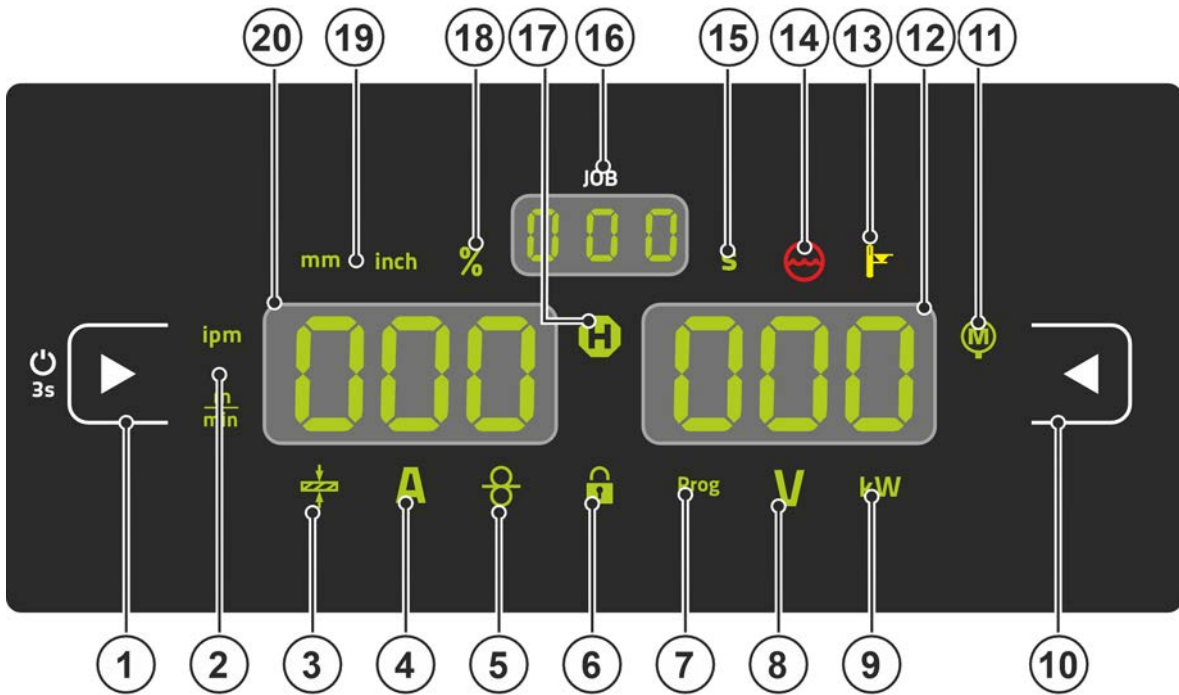 20 19 18 17 16 15 14 13 12 11
JOB
000
mm inch % s
ipm H M
3s 000 000
m
min
A Prog V kW
1 2 3 4 5 6 7 8 9 10